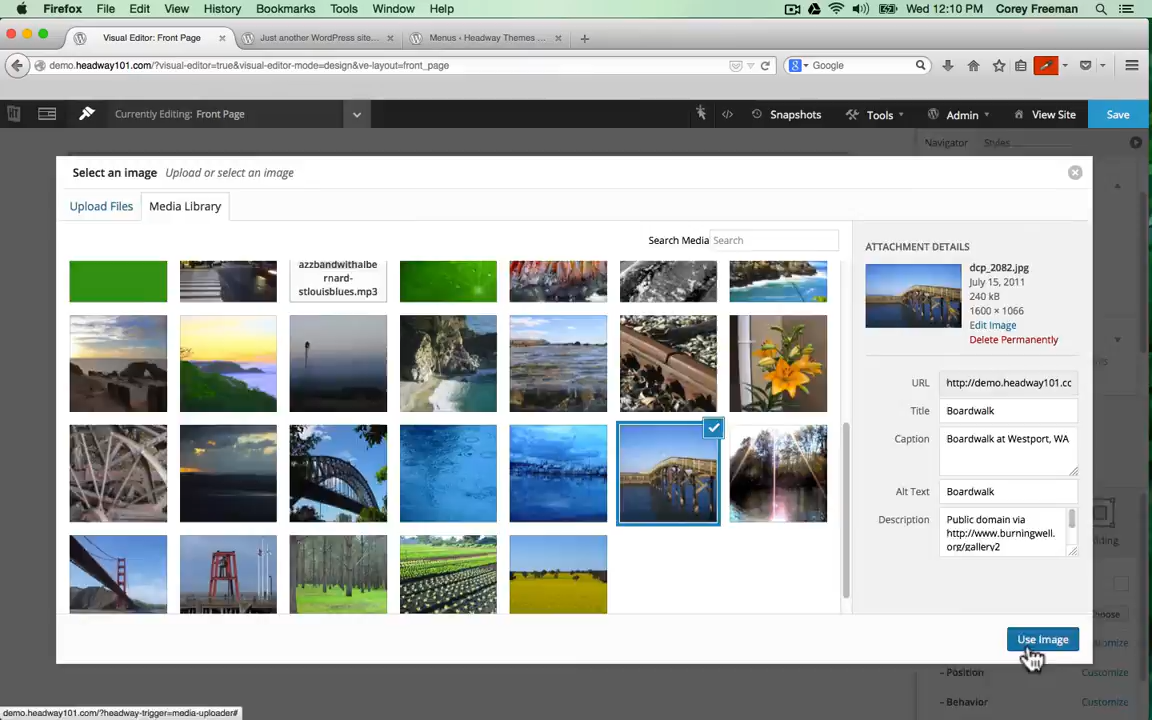 Firefox File Edit View History Bookmarks Tools Window Help Wed 12:10 PM Corey Freeman
Visual Editor: Front Page Just another WordPress site... Menus ‹ Headway Themes ...
demo.headway101.com/?visual-editor=true&visual-editor-mode=design&ve-layout=front_page Google
Currently Editing: Front Page Snapshots Tools Admin View Site Save
Navigator Styles
Select an image Upload or select an image
Upload Files Media Library
Search Media Search
azzbandwithalbe
rnard-
stlouisblues.mp3
ATTACHMENT DETAILS
dcp_2082.jpg
July 15, 2011
240 kB
1600 × 1066
Edit Image
Delete Permanently
URL http://demo.headway101.cc
Title Boardwalk
Caption Boardwalk at Westport, WA
Alt Text Boardwalk
Description Public domain via
http://www.burningwell.
org/gallery2
Use Image
Position Customize
Behavior Customize
demo.headway101.com/?headway-trigger=media-uploader#